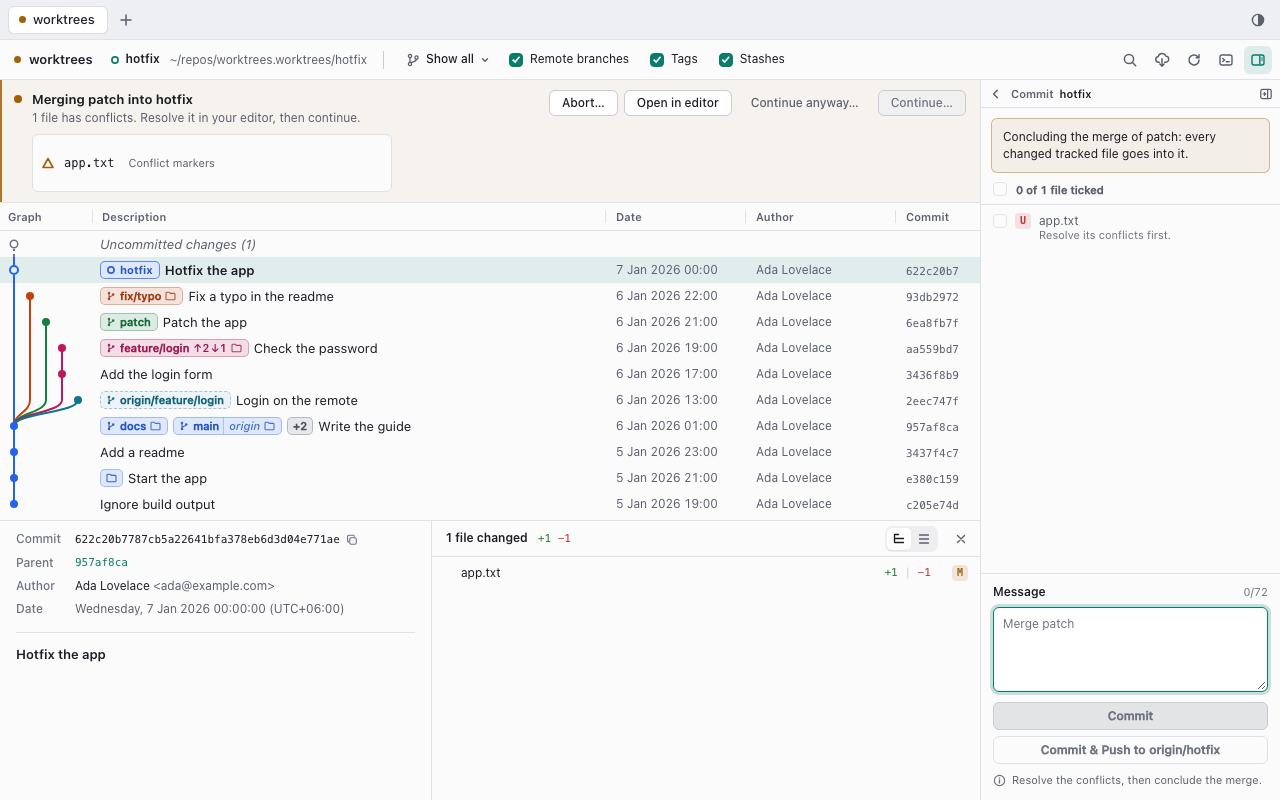 worktrees
worktrees hotfix ~/repos/worktrees.worktrees/hotfix Show all Remote branches Tags Stashes
Merging patch into hotfix
1 file has conflicts. Resolve it in your editor, then continue.
Abort... Open in editor Continue anyway... Continue...
app.txt Conflict markers
Graph Description Date Author Commit
Uncommitted changes (1)
hotfix Hotfix the app 7 Jan 2026 00:00 Ada Lovelace 622c20b7
fix/typo Fix a typo in the readme 6 Jan 2026 22:00 Ada Lovelace 93db2972
patch Patch the app 6 Jan 2026 21:00 Ada Lovelace 6ea8fb7f
feature/login ↑2↓1 Check the password 6 Jan 2026 19:00 Ada Lovelace aa559bd7
Add the login form 6 Jan 2026 17:00 Ada Lovelace 3436f8b9
origin/feature/login Login on the remote 6 Jan 2026 13:00 Ada Lovelace 2eec747f
docs main origin +2 Write the guide 6 Jan 2026 01:00 Ada Lovelace 957af8ca
Add a readme 5 Jan 2026 23:00 Ada Lovelace 3437f4c7
Start the app 5 Jan 2026 21:00 Ada Lovelace e380c159
Ignore build output 5 Jan 2026 19:00 Ada Lovelace c205e74d
Commit 622c20b7787cb5a22641bfa378eb6d3d04e771ae
Parent 957af8ca
Author Ada Lovelace <ada@example.com>
Date Wednesday, 7 Jan 2026 00:00:00 (UTC+06:00)
Hotfix the app
1 file changed +1 −1
app.txt +1 | −1 M
Commit hotfix
Concluding the merge of patch: every
changed tracked file goes into it.
0 of 1 file ticked
U app.txt
Resolve its conflicts first.
Message 0/72
Merge patch
Commit
Commit & Push to origin/hotfix
Resolve the conflicts, then conclude the merge.